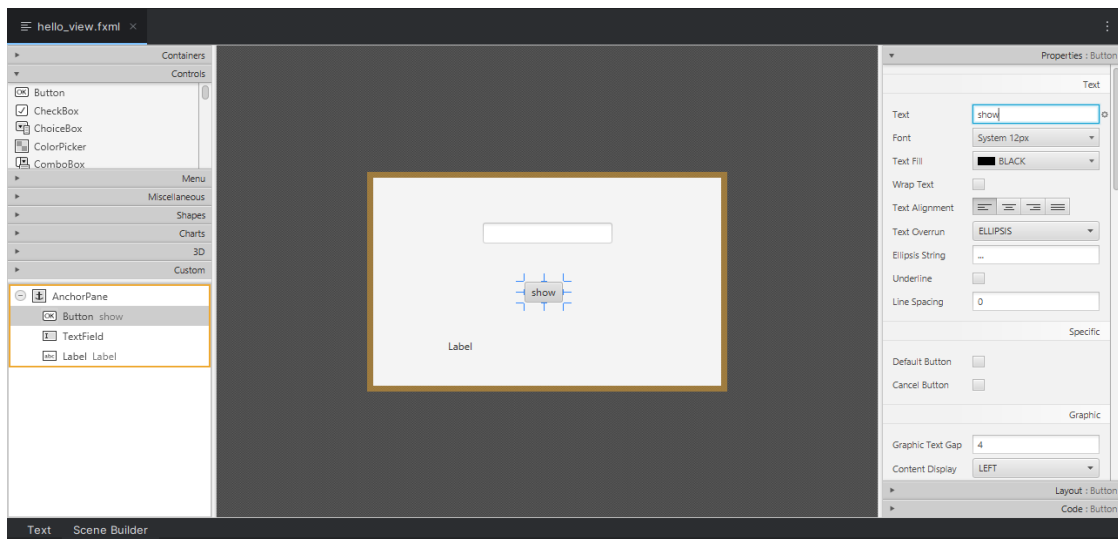 hello_view.fxml
Containers
Controls
Button
CheckBox
ChoiceBox
ColorPicker
ComboBox
Menu
Miscellaneous
Shapes
Charts
3D
Custom
AnchorPane
Button show
TextField
Label Label
show
Label
Properties : Button
Text
Text show
Font System 12px
Text Fill BLACK
Wrap Text
Text Alignment
Text Overrun ELLIPSIS
Ellipsis String ...
Underline
Line Spacing 0
Specific
Default Button
Cancel Button
Graphic
Graphic Text Gap 4
Content Display LEFT
Layout : Button
Code : Button
Text Scene Builder